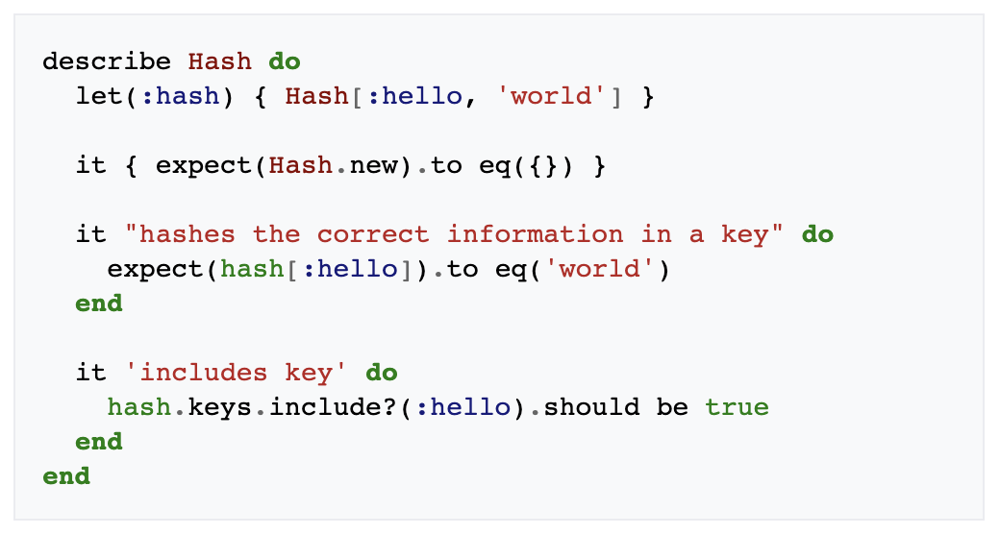 describe Hash do
  let(:hash) { Hash[:hello, 'world'] }

  it { expect(Hash.new).to eq({}) }

  it "hashes the correct information in a key" do
    expect(hash[:hello]).to eq('world')
  end

  it 'includes key' do
    hash.keys.include?(:hello).should be true
  end
end